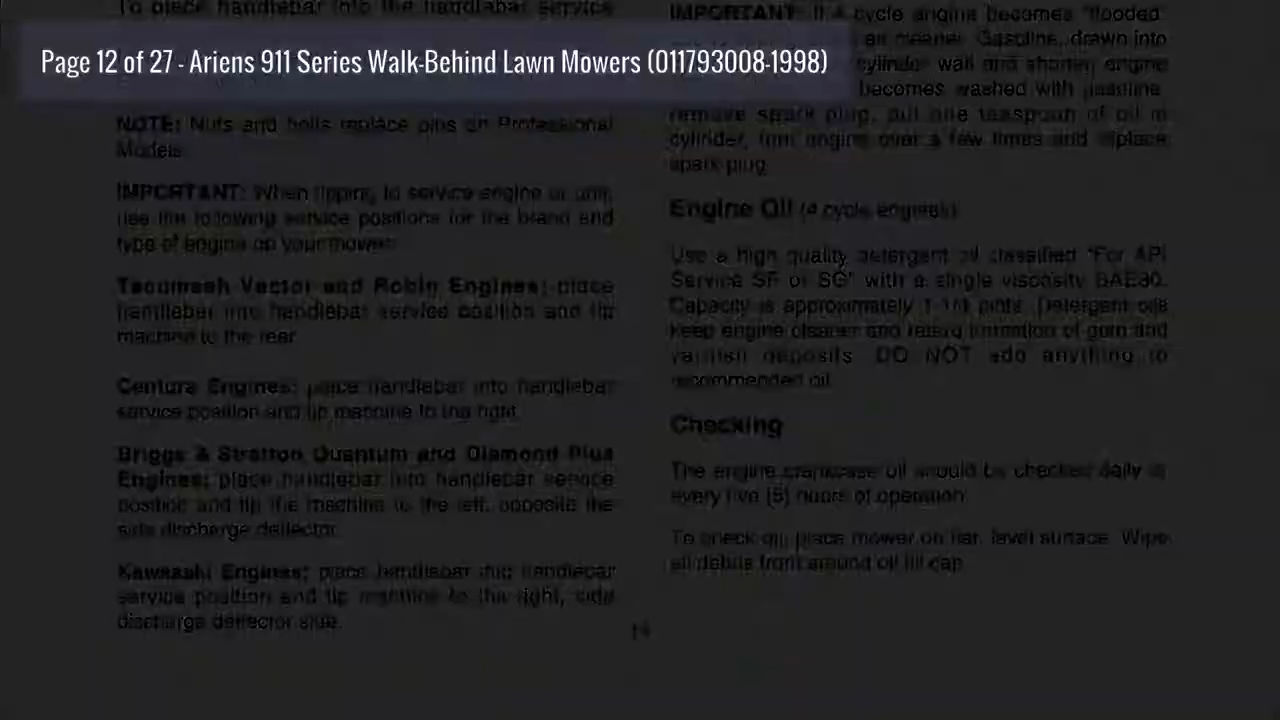 To place handlebar into the handlebar service
Page 12 of 27 - Ariens 911 Series Walk-Behind Lawn Mowers (011793008-1998)
NOTE: Nuts and bolts replace pins on Professional
Models.
IMPORTANT: When tipping to service engine or unit,
use the following service positions for the brand and
type of engine on your mower.
Tecumseh Vector and Robin Engines; place
handlebar into handlebar service position and tip
machine to the rear.
Centura Engines; place handlebar into handlebar
service position and tip machine to the right.
Briggs & Stratton Quantum and Diamond Plus
Engines; place handlebar into handlebar service
position and tip the machine to the left, opposite the
side discharge deflector.
Kawasaki Engines; place handlebar into handlebar
service position and tip machine to the right, side
discharge deflector side.
IMPORTANT: If 4 cycle engine becomes "flooded"
air cleaner. Gasoline, drawn into
cylinder wall and shorten engine
becomes washed with gasoline,
remove spark plug, put one teaspoon of oil in
cylinder, turn engine over a few times and replace
spark plug.
Engine Oil (4 cycle engines)
Use a high quality detergent oil classified "For API
Service SF or SG" with a single viscosity SAE30.
Capacity is approximately 1-1/4 pints. Detergent oils
keep engine cleaner and retard formation of gum and
varnish deposits. DO NOT add anything to
recommended oil.
Checking
The engine crankcase oil should be checked daily or
every five (5) hours of operation.
To check oil, place mower on flat, level surface. Wipe
all debris from around oil fill cap.